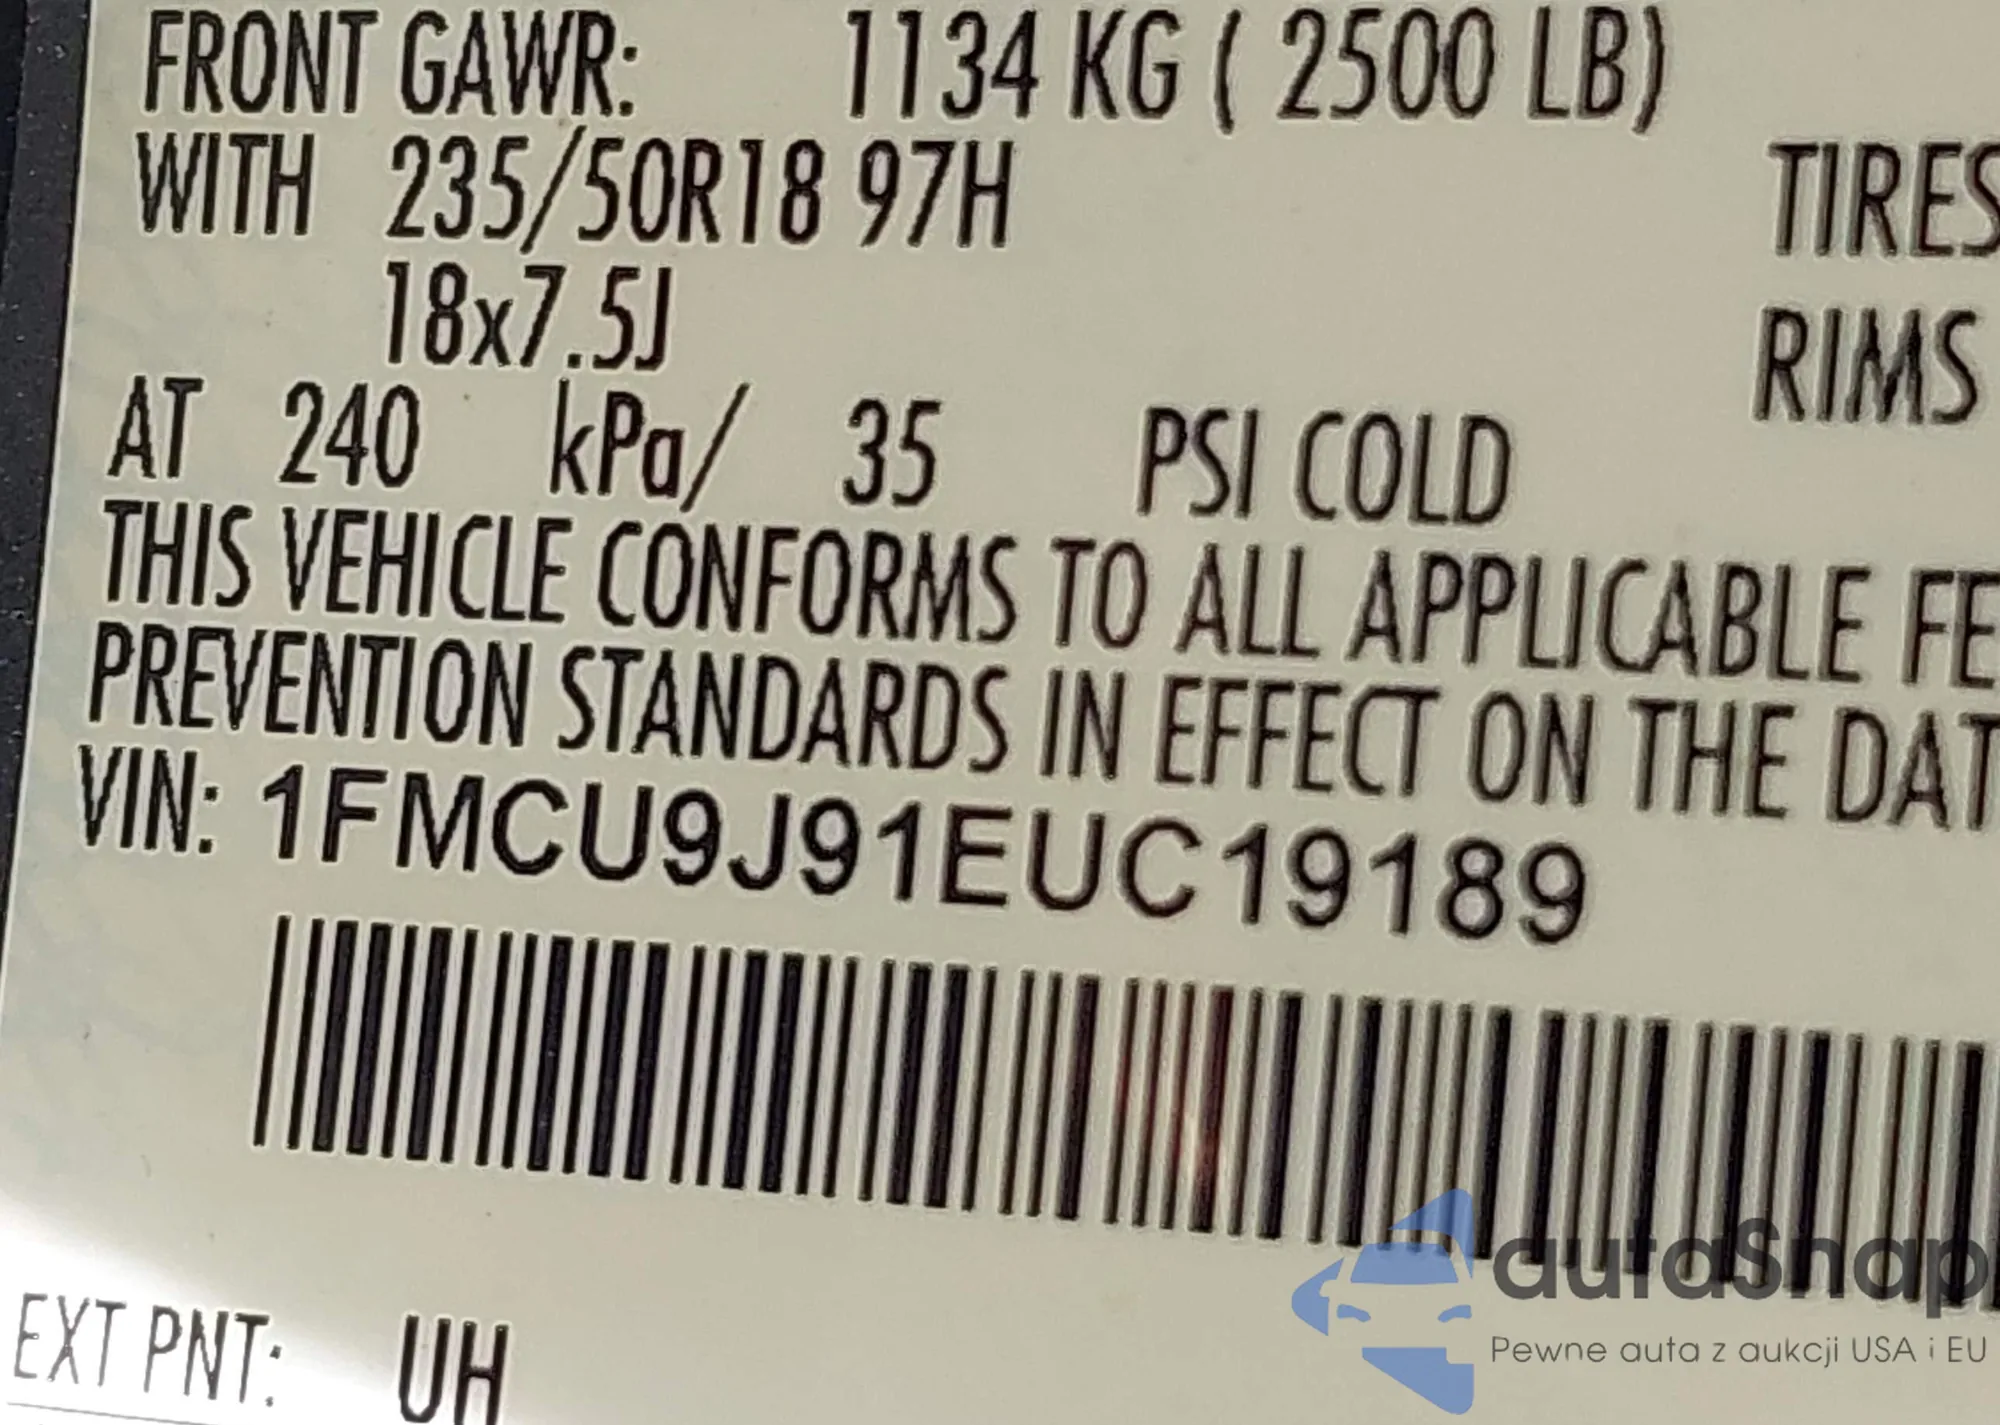 FRONT GAWR: 1134 KG ( 2500 LB)
WITH 235/50R18 97H TIRES
18x7.5J RIMS
AT 240 kPa/ 35 PSI COLD
THIS VEHICLE CONFORMS TO ALL APPLICABLE FE
PREVENTION STANDARDS IN EFFECT ON THE DAT
VIN: 1FMCU9J91EUC19189
EXT PNT: UH
autaSnap
Pewne auta z aukcji USA i EU